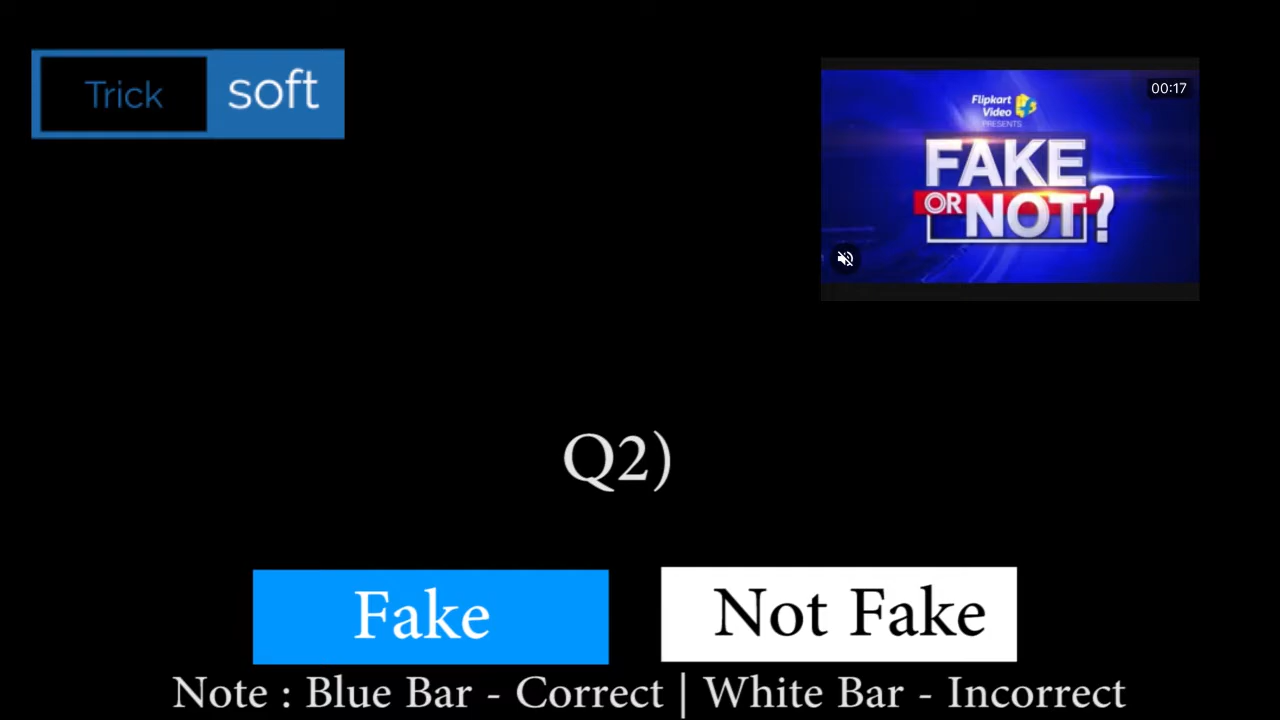 Trick soft
00:17
Flipkart
Video
PRESENTS
FAKE
OR NOT?
Q2)
Fake
Not Fake
Note : Blue Bar - Correct | White Bar - Incorrect